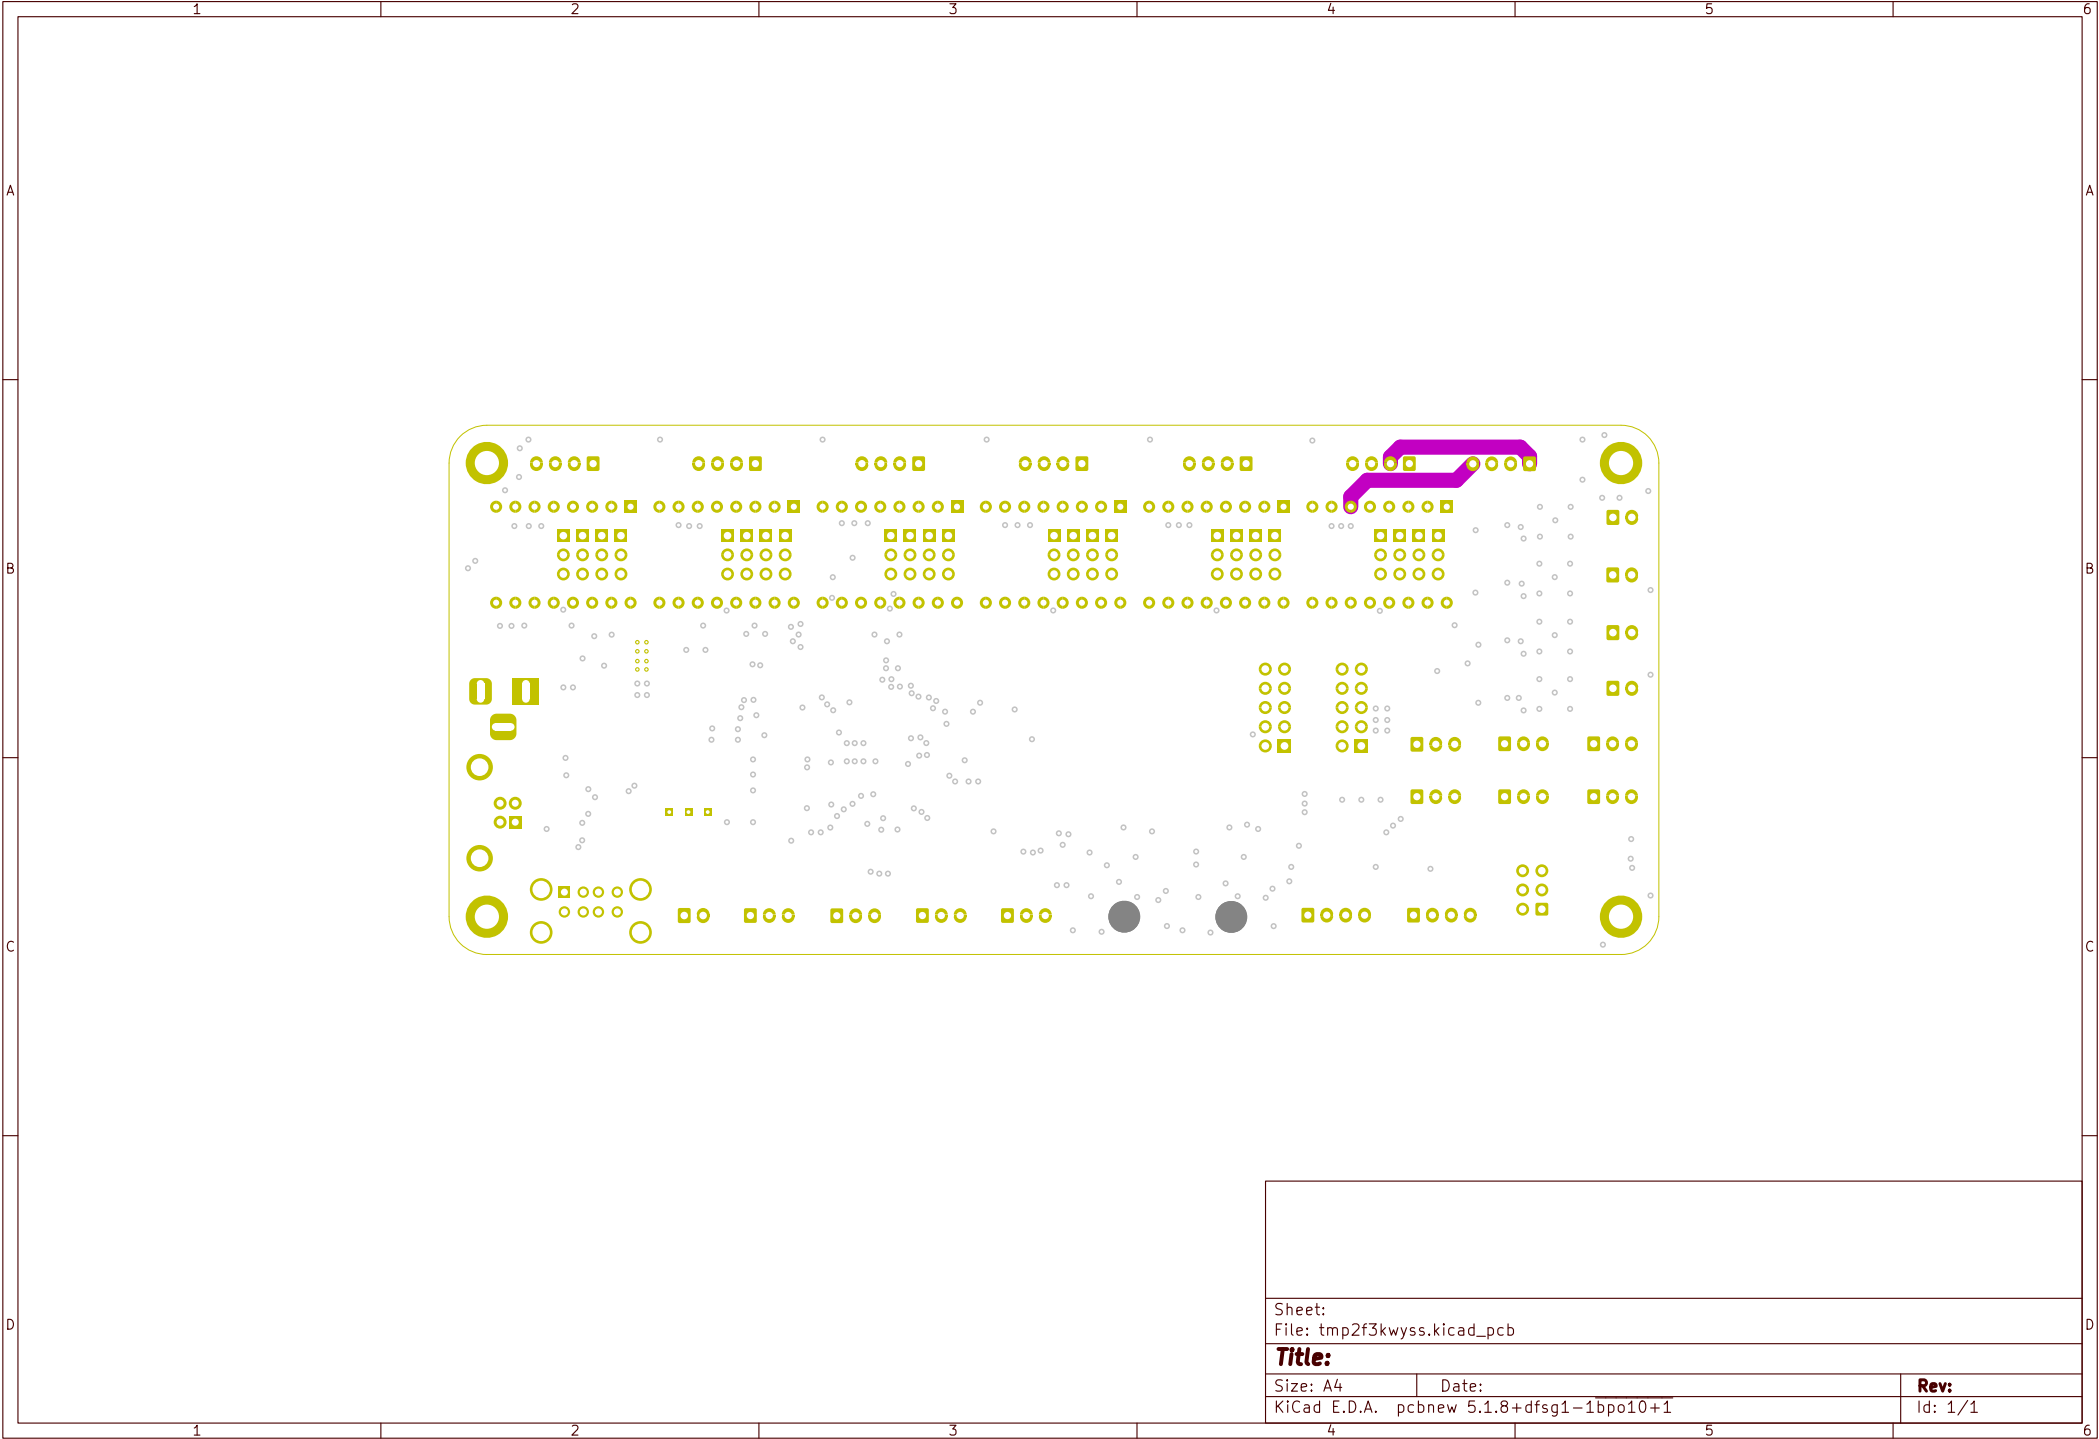 1 2 3 4 5 6
A A
B B
C C
D D
Sheet:
File: tmp2f3kwyss.kicad_pcb
Title:
Size: A4 Date: Rev:
KiCad E.D.A. pcbnew 5.1.8+dfsg1-1bpo10+1 Id: 1/1
1 2 3 4 5 6